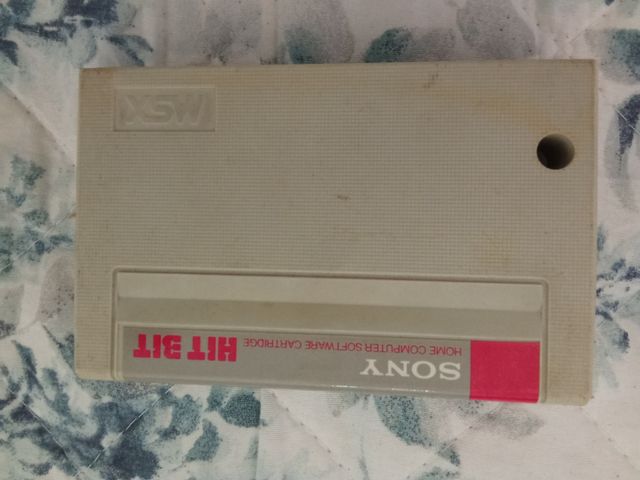 SONY
HOME COMPUTER SOFTWARE CARTRIDGE HIT BIT
MSX